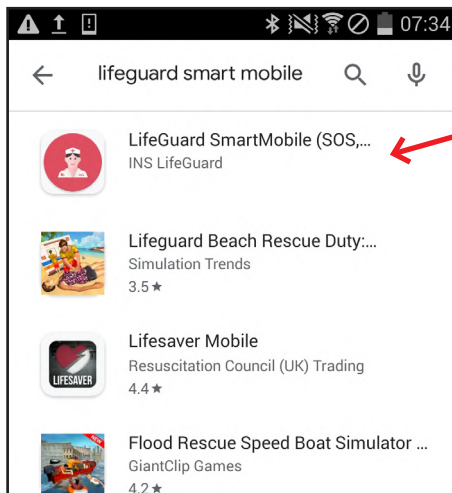 07:34
lifeguard smart mobile
LifeGuard SmartMobile (SOS,...
INS LifeGuard
Lifeguard Beach Rescue Duty:...
Simulation Trends
3.5★
Lifesaver Mobile
Resuscitation Council (UK) Trading
LIFESAVER
4.4★
NEW
Flood Rescue Speed Boat Simulator ...
GiantClip Games
4.2★